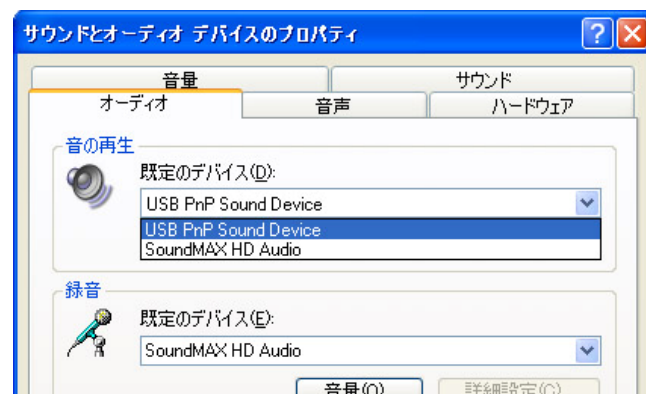 サウンドとオーディオ デバイスのプロパティ
音量
サウンド
オーディオ
音声
ハードウェア
音の再生
既定のデバイス(D):
USB PnP Sound Device
USB PnP Sound Device
SoundMAX HD Audio
録音
既定のデバイス(E):
SoundMAX HD Audio
音量(O)
詳細設定(C)